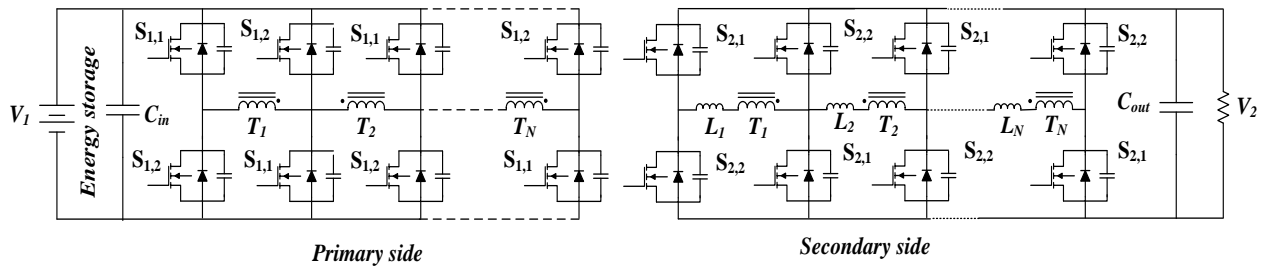 S1,1 S1,2 S1,1 S1,2 S2,1 S2,2 S2,1 S2,2
V1 Energy storage Cin T1 T2 TN L1 T1 L2 T2 LN TN Cout V2
S1,2 S1,1 S1,2 S1,1 S2,2 S2,1 S2,2 S2,1
Primary side Secondary side